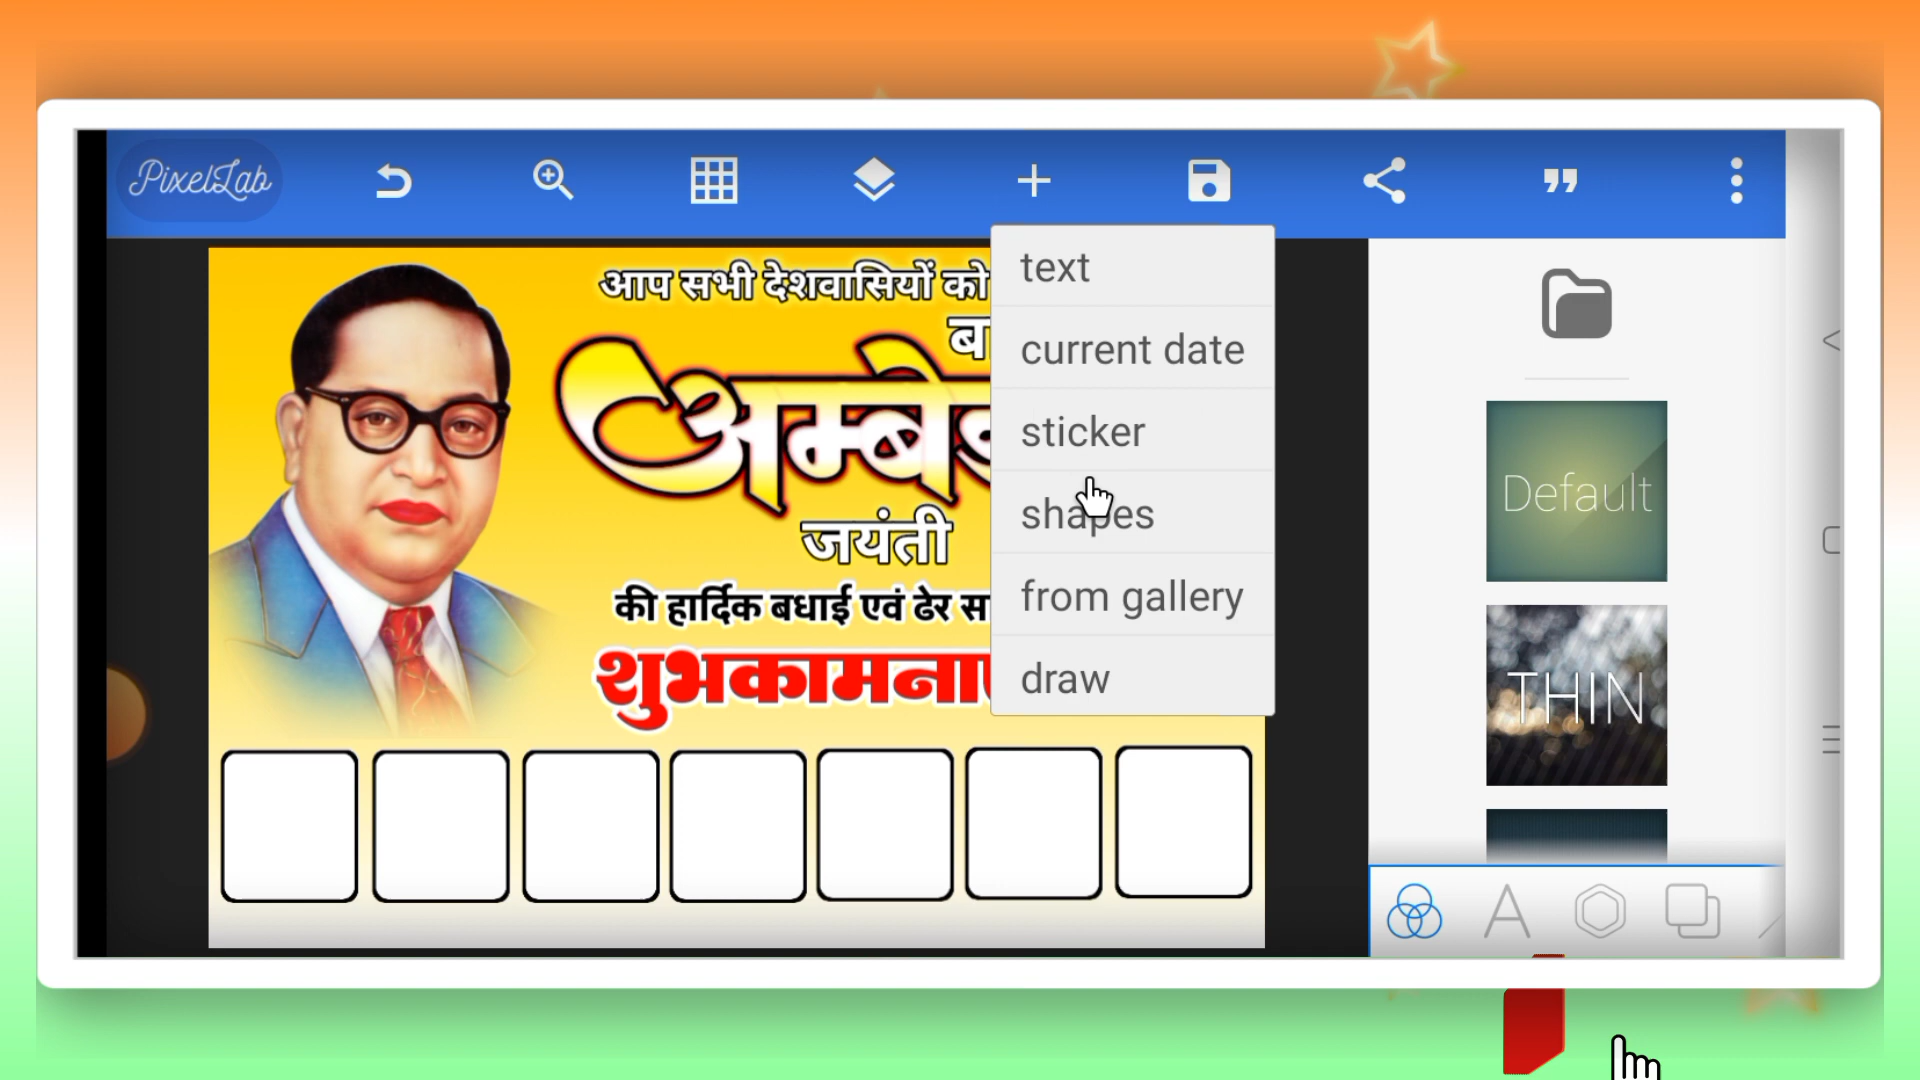 PixelLab
आप सभी देशवासियों को
text
current date
sticker
shapes
from gallery
draw
जयंती
की हार्दिक बधाई एवं ढेर
Default
THIN